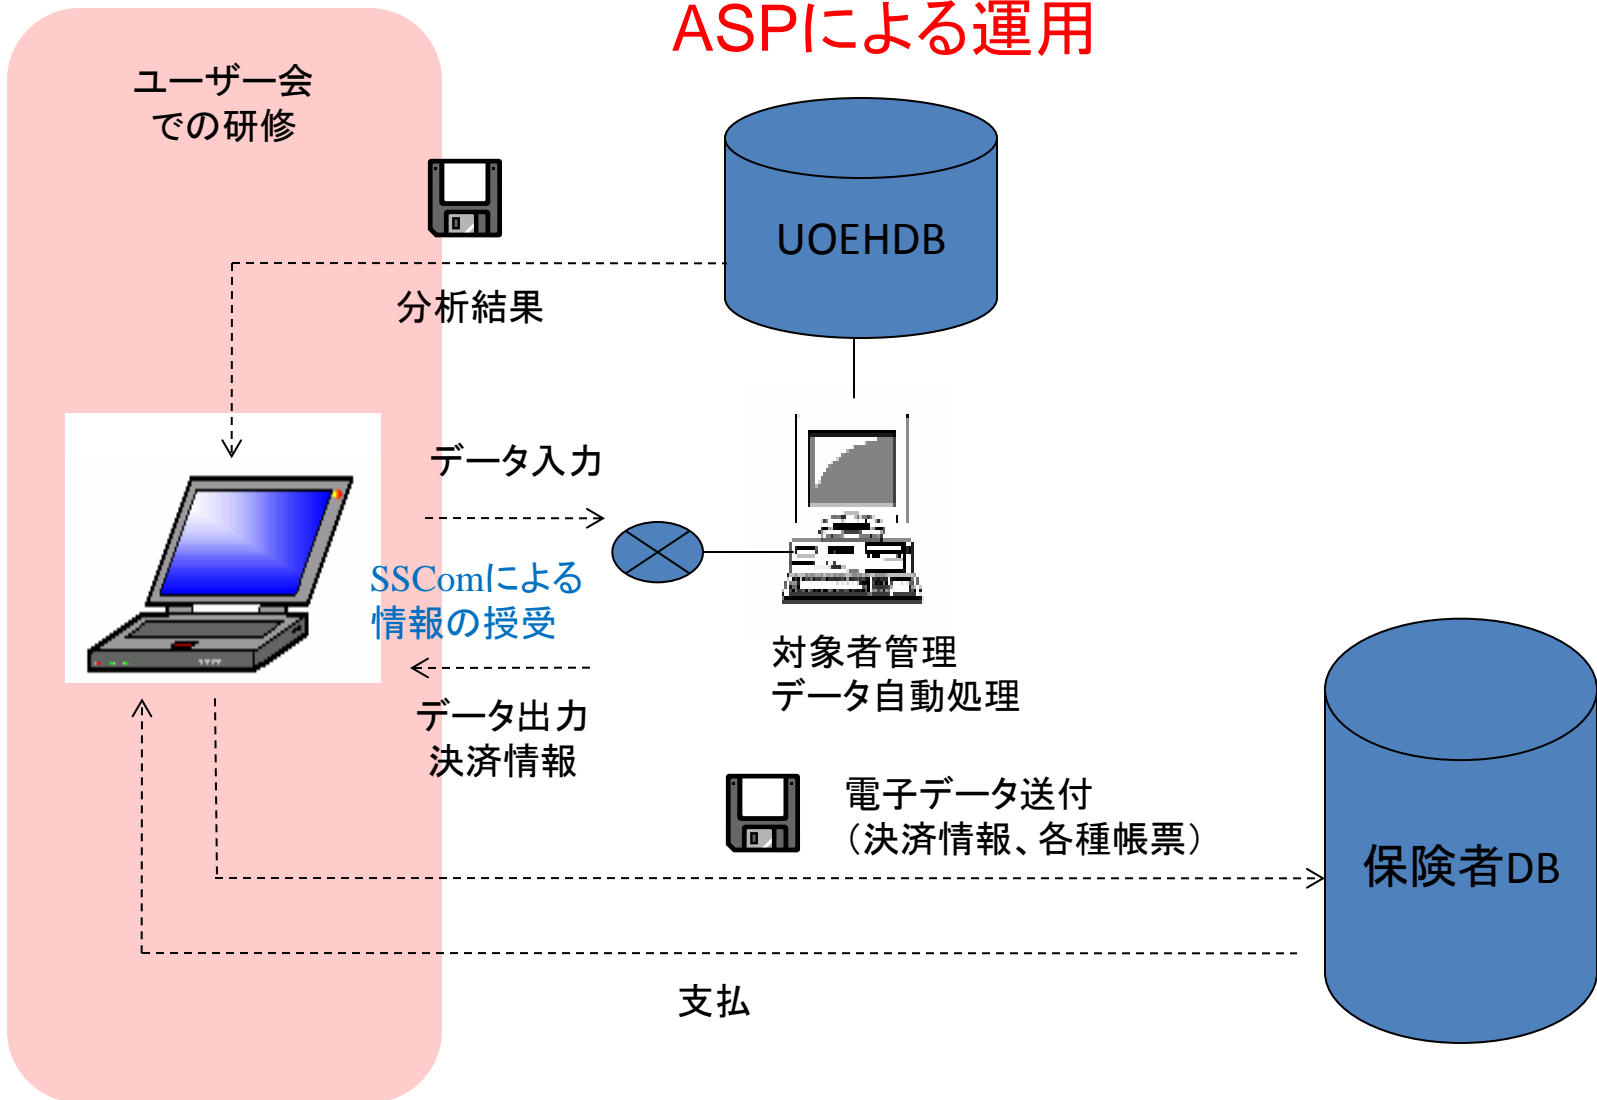 ASPによる運用
ユーザー会
での研修
UOEHDB
分析結果
データ入力
SSComによる
情報の授受
対象者管理
データ自動処理
データ出力
決済情報
電子データ送付
（決済情報、各種帳票）
保険者DB
支払